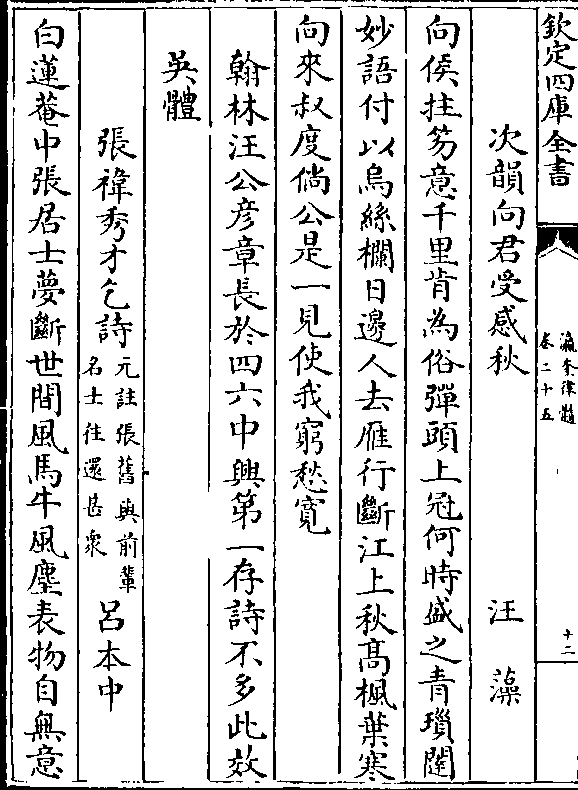 欽定四庫全書
瀛奎律髓
卷二十五
十二
次韻向君受感秋　汪藻
向侯拄笏意千里肯為俗彈頭上冠何時盛之青瑣闥
妙語付以烏絲欄日邊人去雁行斷江上秋髙楓葉寒
向來叔度倘公是一見使我窮愁寛
翰林汪公彦章長於四六中興第一存詩不多此效
吳體
張禕秀才乞詩　元註張舊與前輩
名士往還甚衆　呂本中
白蓮菴中張居士夢斷世間風馬牛風塵表物自無意